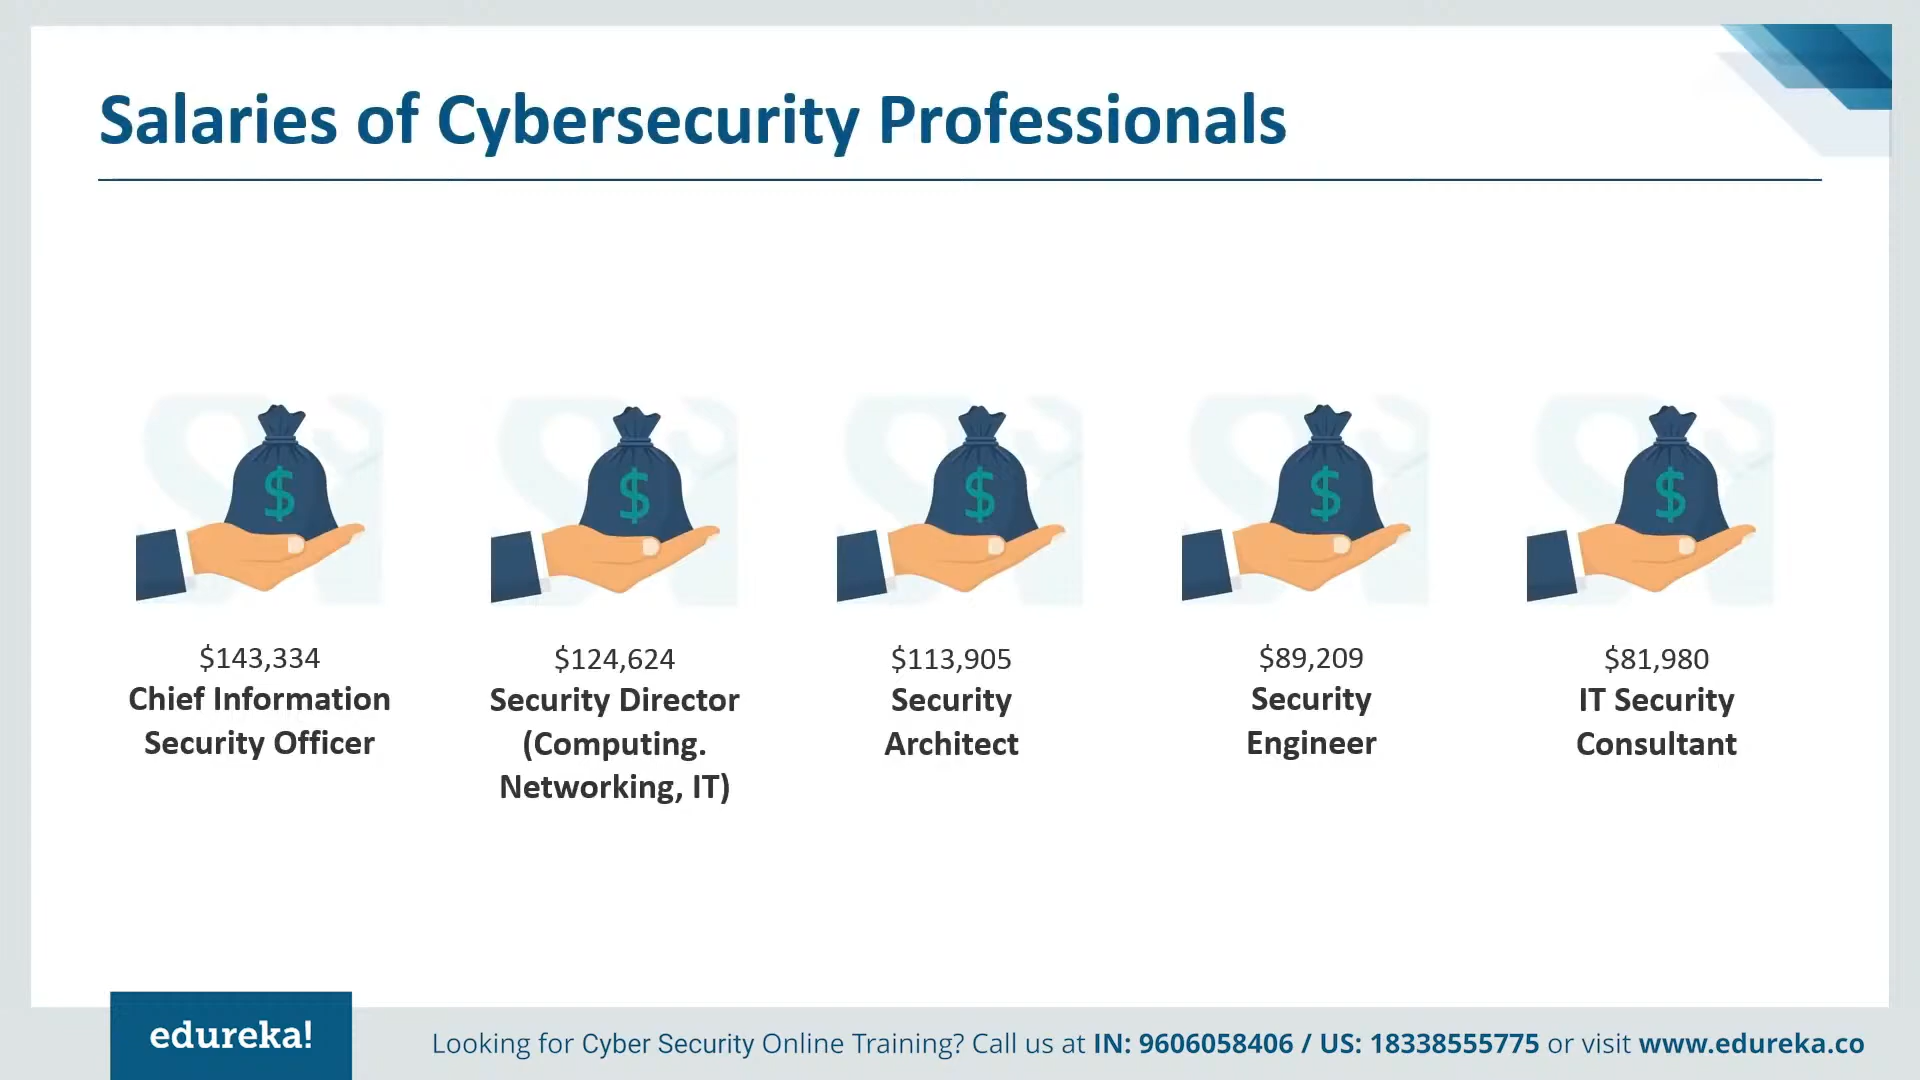 Salaries of Cybersecurity Professionals
$ $ $ $ $
$143,334
Chief Information
Security Officer
$124,624
Security Director
(Computing.
Networking, IT)
$113,905
Security
Architect
$89,209
Security
Engineer
$81,980
IT Security
Consultant
edureka!
Looking for Cyber Security Online Training? Call us at IN: 9606058406 / US: 18338555775 or visit www.edureka.co